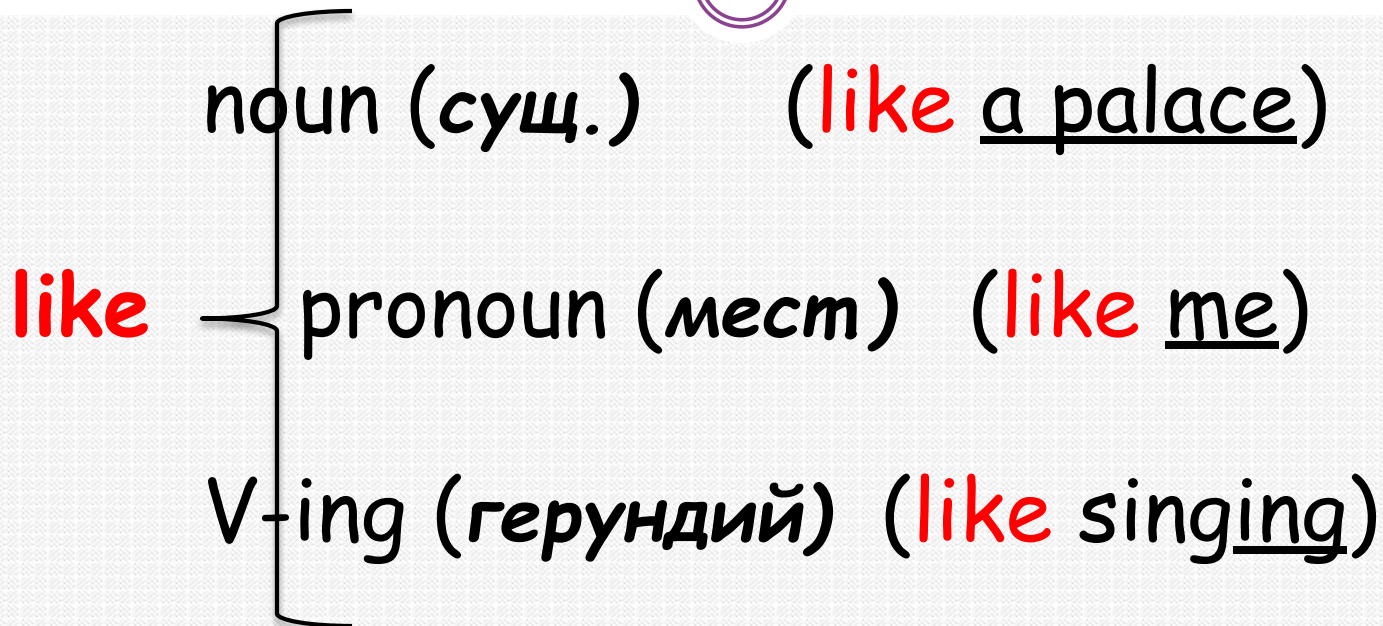 noun (сущ.) (like a palace)
like pronoun (мест) (like me)
V-ing (герундий) (like singing)